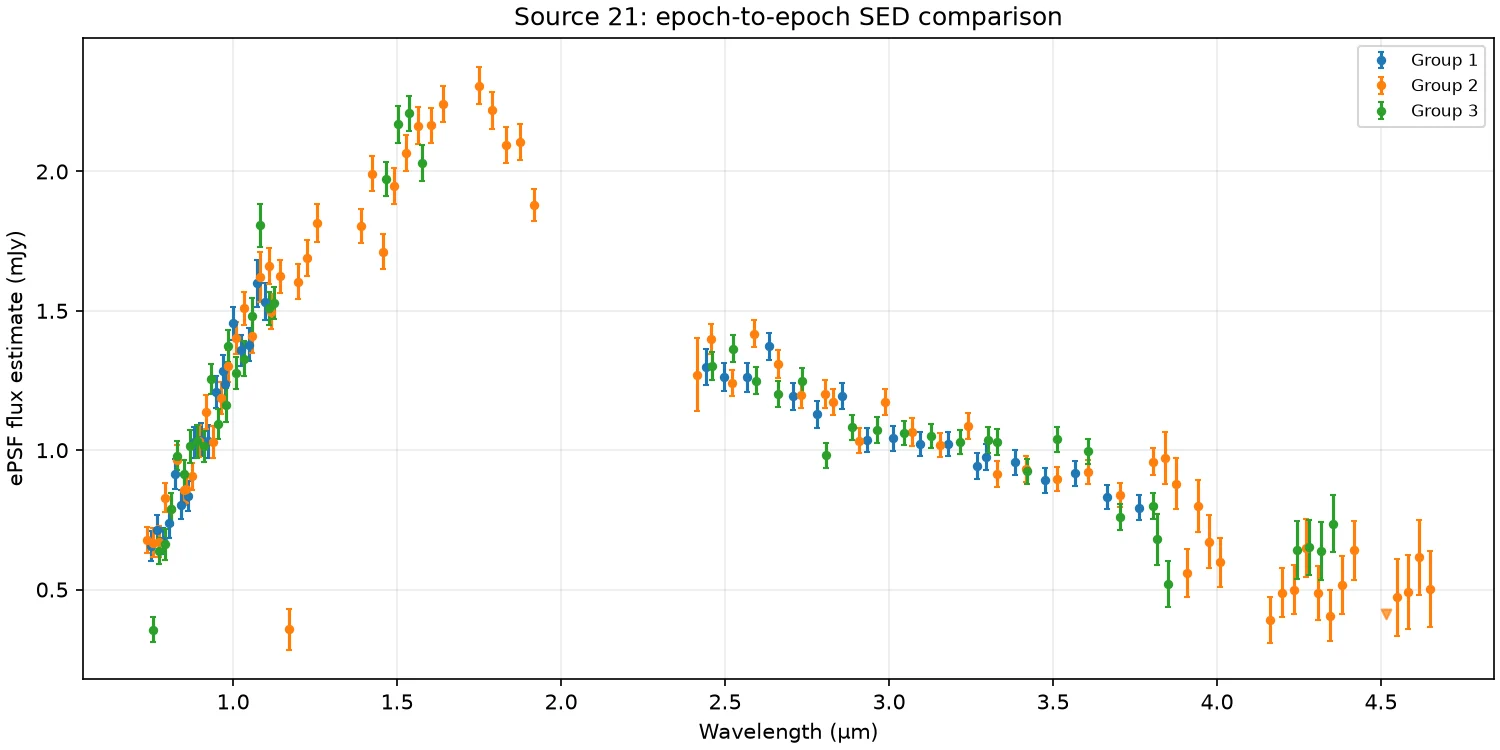 Source 21: epoch-to-epoch SED comparison
Group 1
Group 2
Group 3
ePSF flux estimate (mJy)
2.0
1.5
1.0
0.5
1.0 1.5 2.0 2.5 3.0 3.5 4.0 4.5
Wavelength (μm)